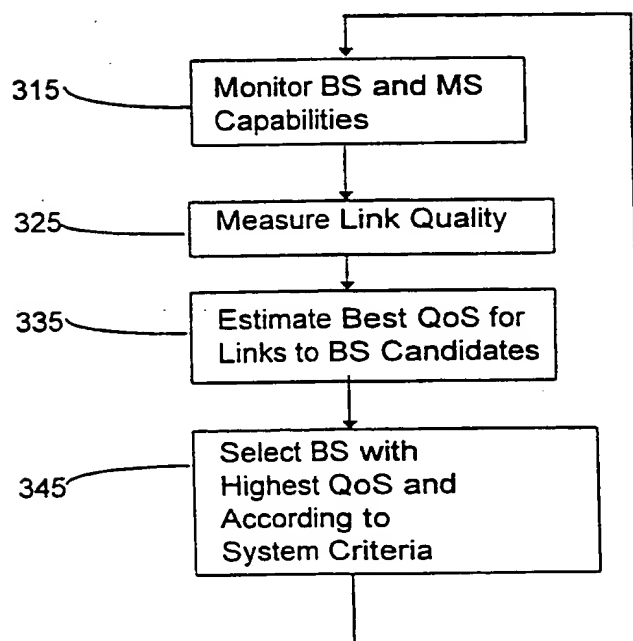 315
Monitor BS and MS
Capabilities
325
Measure Link Quality
335
Estimate Best QoS for
Links to BS Candidates
345
Select BS with
Highest QoS and
According to
System Criteria